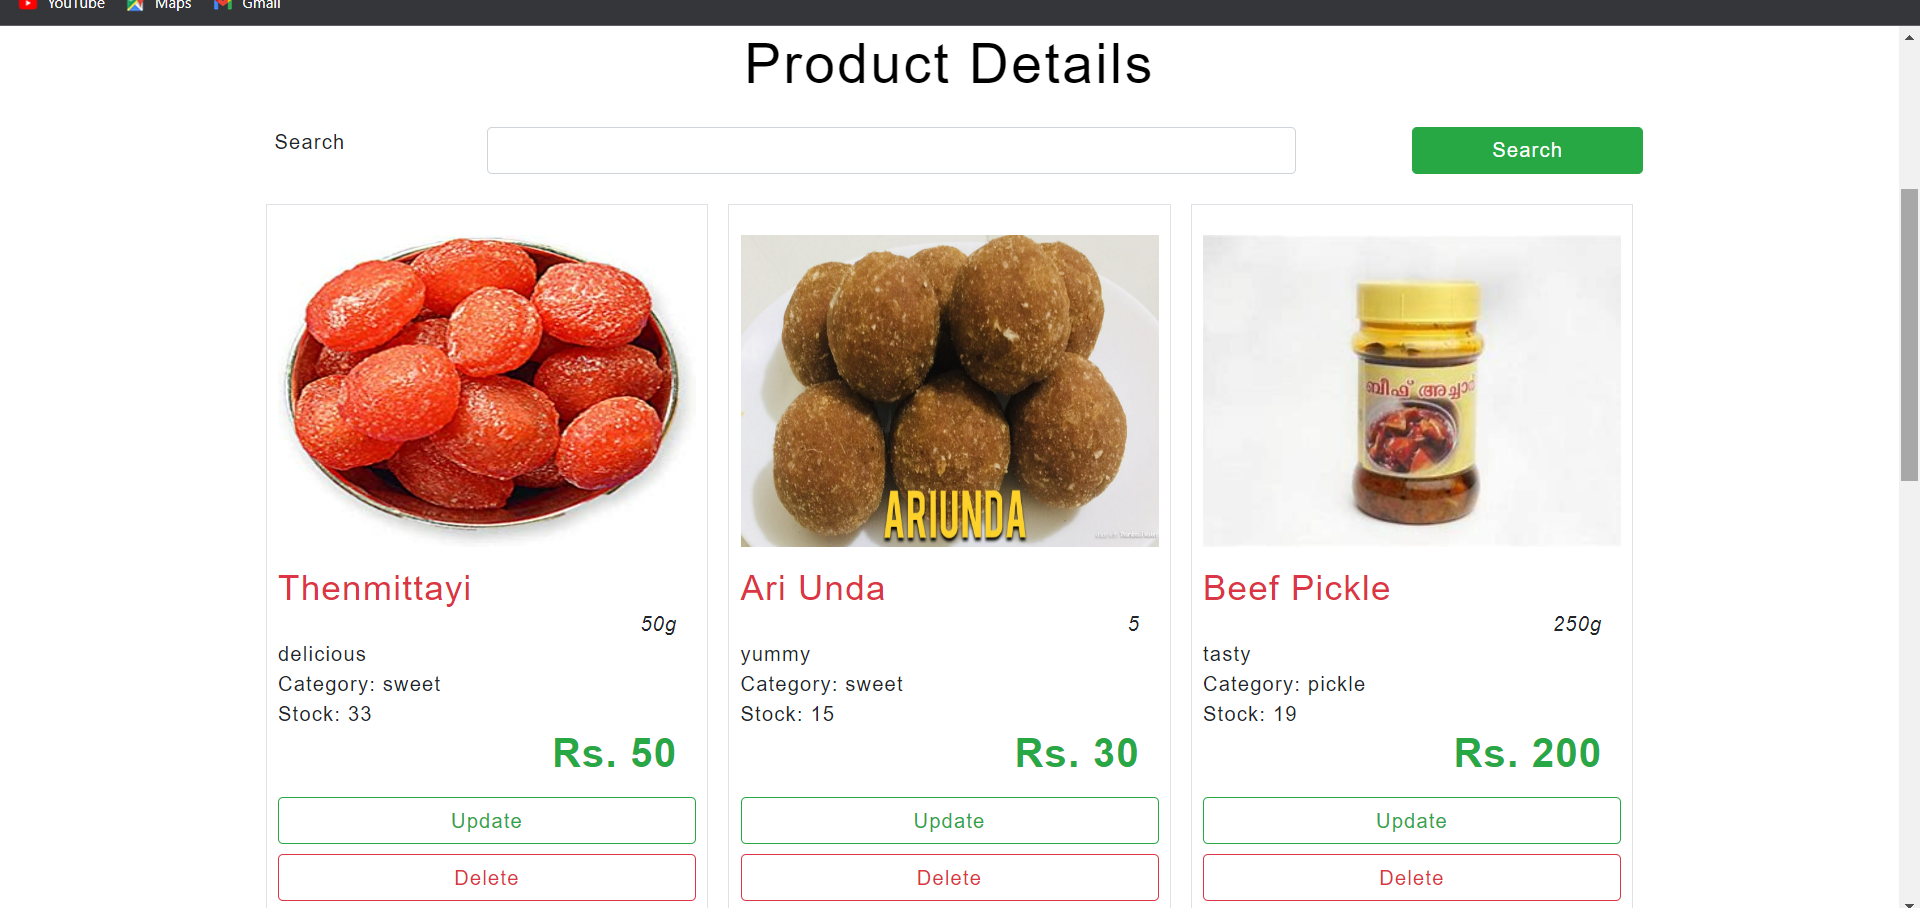 YouTube Maps Gmail
Product Details
Search
Search
ARIUNDA
ബീഫ് അച്ചാർ
Thenmittayi
50g
delicious
Category: sweet
Stock: 33
Rs. 50
Update
Delete
Ari Unda
5
yummy
Category: sweet
Stock: 15
Rs. 30
Update
Delete
Beef Pickle
250g
tasty
Category: pickle
Stock: 19
Rs. 200
Update
Delete